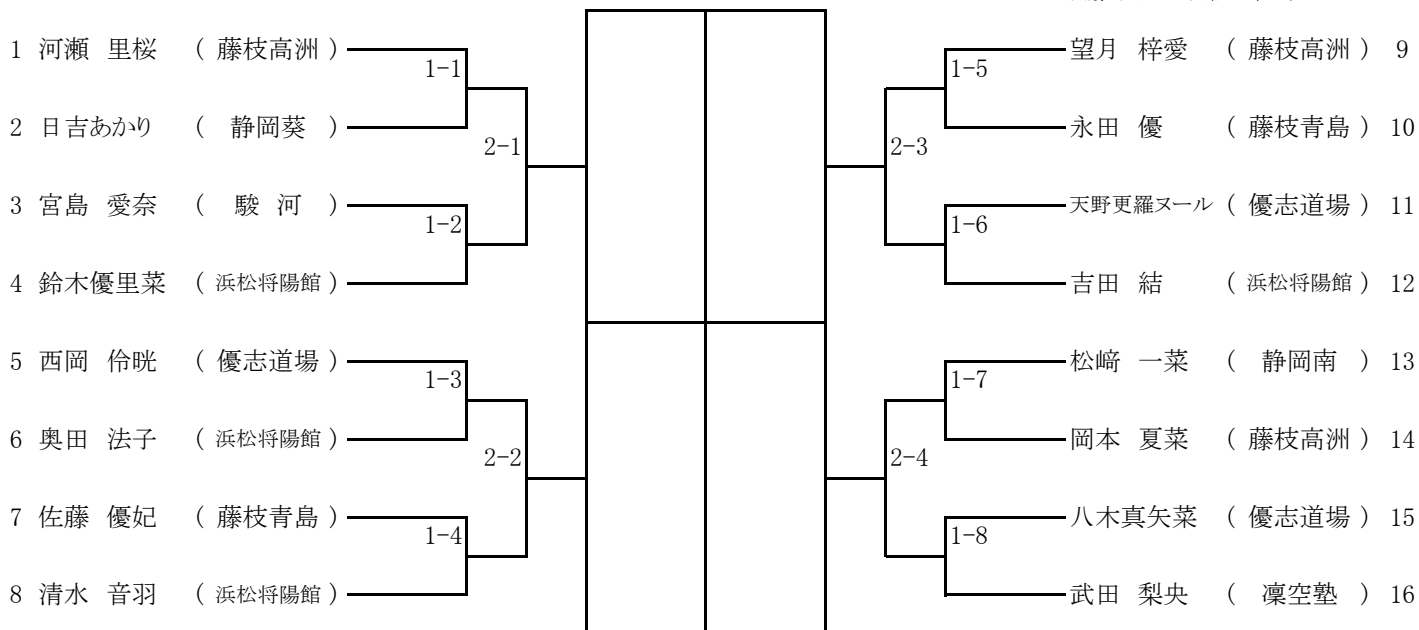 1 河瀬 里桜 ( 藤枝高洲 )
1-1
2 日吉あかり ( 静岡葵 )
2-1
3 宮島 愛奈 ( 駿 河 )
1-2
4 鈴木優里菜 ( 浜松将陽館 )
5 西岡 伶晄 ( 優志道場 )
1-3
6 奥田 法子 ( 浜松将陽館 )
2-2
7 佐藤 優妃 ( 藤枝青島 )
1-4
8 清水 音羽 ( 浜松将陽館 )
望月 梓愛 ( 藤枝高洲 ) 9
1-5
永田 優 ( 藤枝青島 ) 10
2-3
天野更羅ヌール ( 優志道場 ) 11
1-6
吉田 結 ( 浜松将陽館 ) 12
松﨑 一菜 ( 静岡南 ) 13
1-7
岡本 夏菜 ( 藤枝高洲 ) 14
2-4
八木真矢菜 ( 優志道場 ) 15
1-8
武田 梨央 ( 凜空塾 ) 16